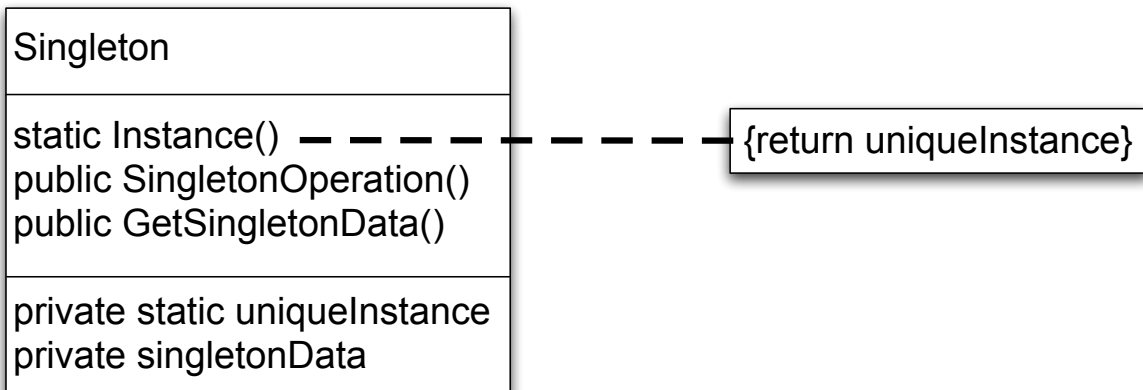 Singleton
static Instance()
{return uniqueInstance}
public SingletonOperation()
public GetSingletonData()
private static uniqueInstance
private singletonData